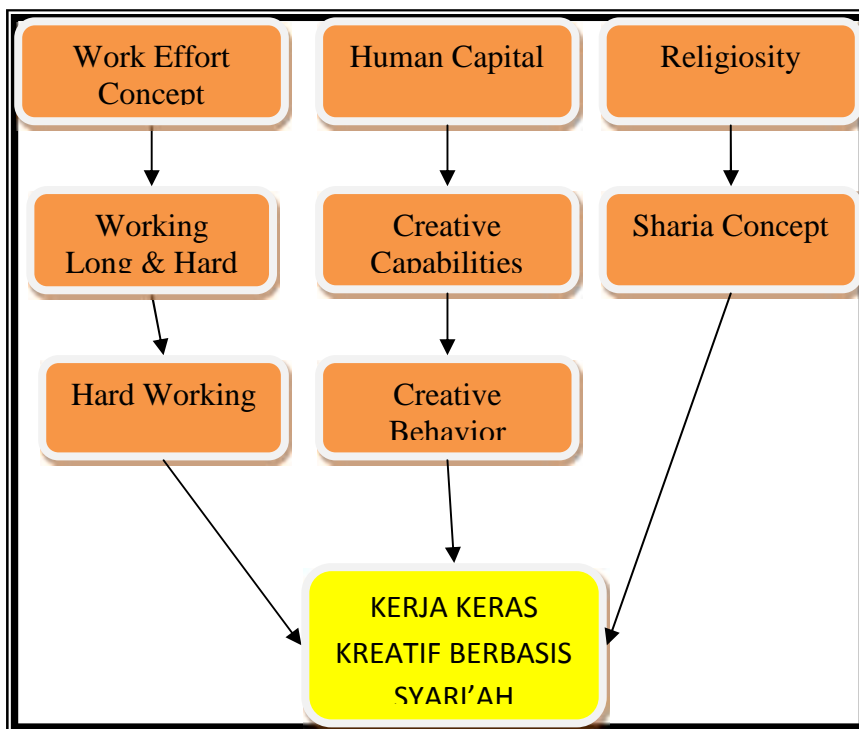 Work Effort
Concept
Human Capital
Religiosity
Working
Long & Hard
Creative
Capabilities
Sharia Concept
Hard Working
Creative
Behavior
KERJA KERAS
KREATIF BERBASIS
SYARI’AH